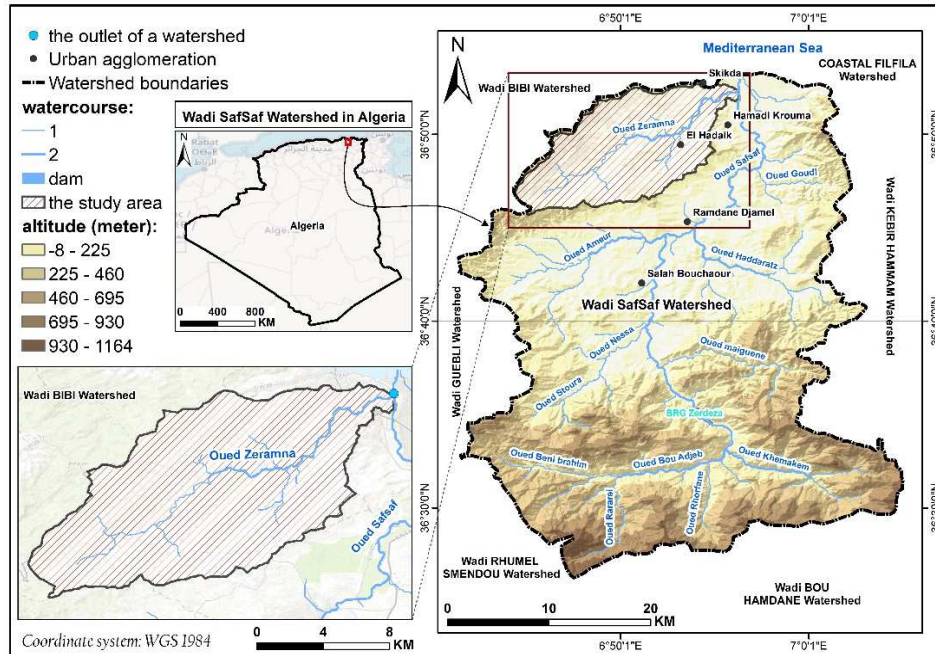 the outlet of a watershed
Urban agglomeration
Watershed boundaries
watercourse:
1
2
dam
the study area
altitude (meter):
-8 - 225
225 - 460
460 - 695
695 - 930
930 - 1164
Wadi SafSaf Watershed in Algeria
N
Rabat
Algeria
Algeria
0 400 800
KM
Wadi BIBI Watershed
Oued Zeramna
Oued Safsaf
Coordinate system: WGS 1984
0 4 8
KM
6°50'1"E 7°0'1"E
N
Mediterranean Sea
COASTAL FILFILA
Watershed
Skikda
Wadi BIBI Watershed
Hamadi Krouma
Oued Zeramna
El Hadaik
Oued Safsaf
Oued Goudi
Ramdane Djamel
Oued Ameur
Oued Haddaratz
Salah Bouchaour
Wadi SafSaf Watershed
Wadi GUEBLI Watershed
Wadi KEBIR HAMMAM Watershed
Oued Nessa
Oued maiguene
Oued Stoura
BRG Zerdeza
Oued Beni brahim
Oued Bou Adjeb
Oued Khemakem
Oued Rararef
Oued Rhorfane
Wadi RHUMEL
SMENDOU Watershed
Wadi BOU
HAMDANE Watershed
36°50'0"N
36°40'0"N
36°30'0"N
0 10 20
KM
6°50'1"E 7°0'1"E